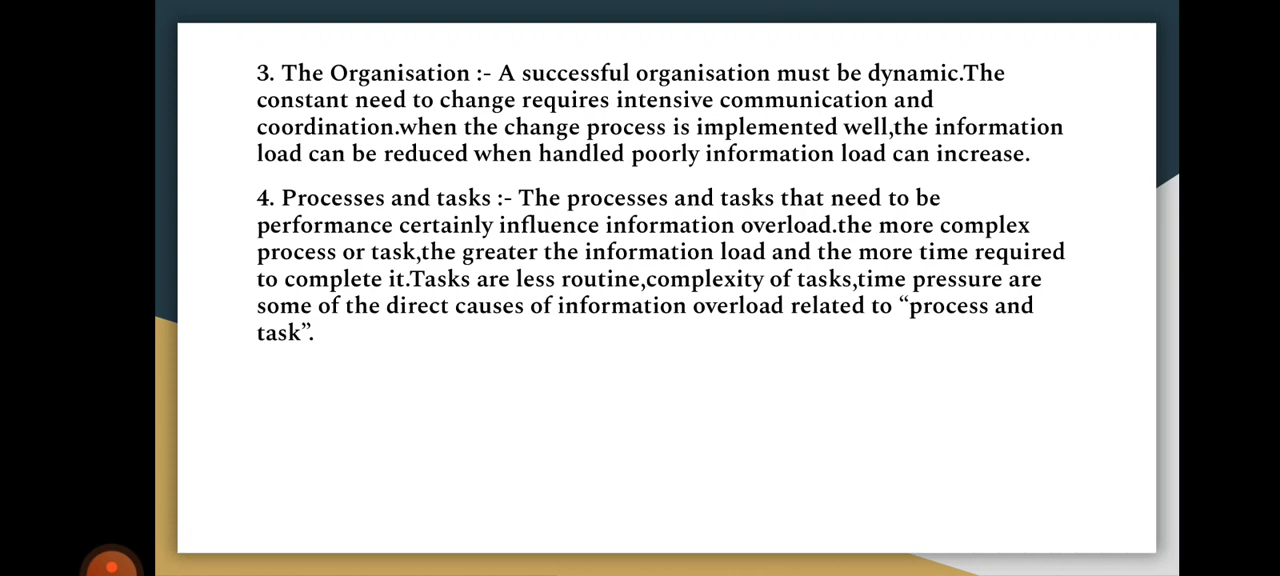 3. The Organisation :- A successful organisation must be dynamic.The
constant need to change requires intensive communication and
coordination.when the change process is implemented well,the information
load can be reduced when handled poorly information load can increase.
4. Processes and tasks :- The processes and tasks that need to be
performance certainly influence information overload.the more complex
process or task,the greater the information load and the more time required
to complete it.Tasks are less routine,complexity of tasks,time pressure are
some of the direct causes of information overload related to “process and
task”.